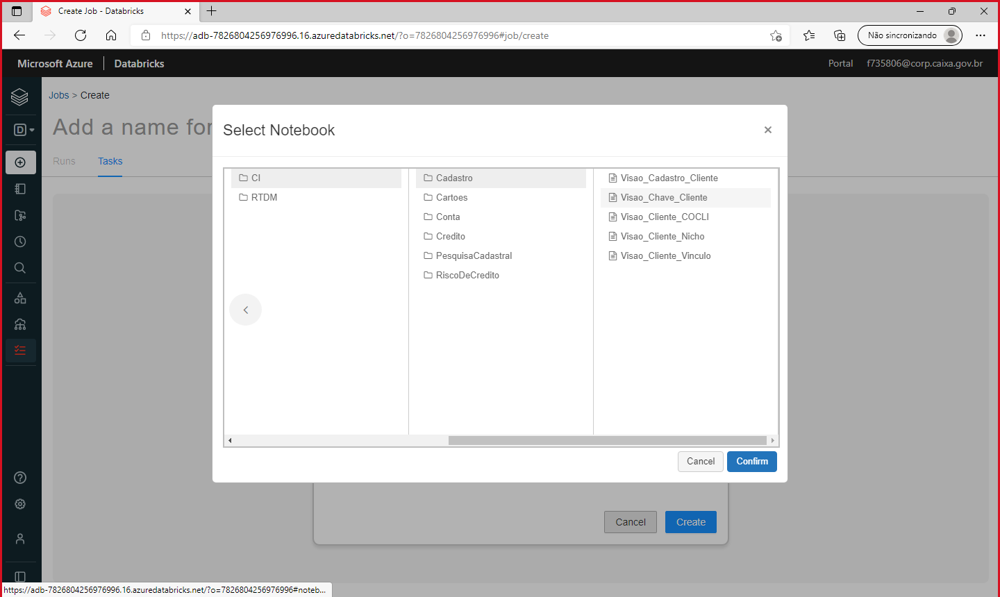 Create Job - Databricks
https://adb-7826804256976996.16.azuredatabricks.net/?o=7826804256976996#job/create
Não sincronizando
Microsoft Azure
Databricks
Portal
f735806@corp.caixa.gov.br
Jobs > Create
D
Add a name for
Runs
Tasks
Select Notebook
CI
RTDM
Cadastro
Cartoes
Conta
Credito
PesquisaCadastral
RiscoDeCredito
Visao_Cadastro_Cliente
Visao_Chave_Cliente
Visao_Cliente_COCLI
Visao_Cliente_Nicho
Visao_Cliente_Vinculo
Cancel
Confirm
Cancel
Create
https://adb-7826804256976996.16.azuredatabricks.net/?o=7826804256976996#noteb...